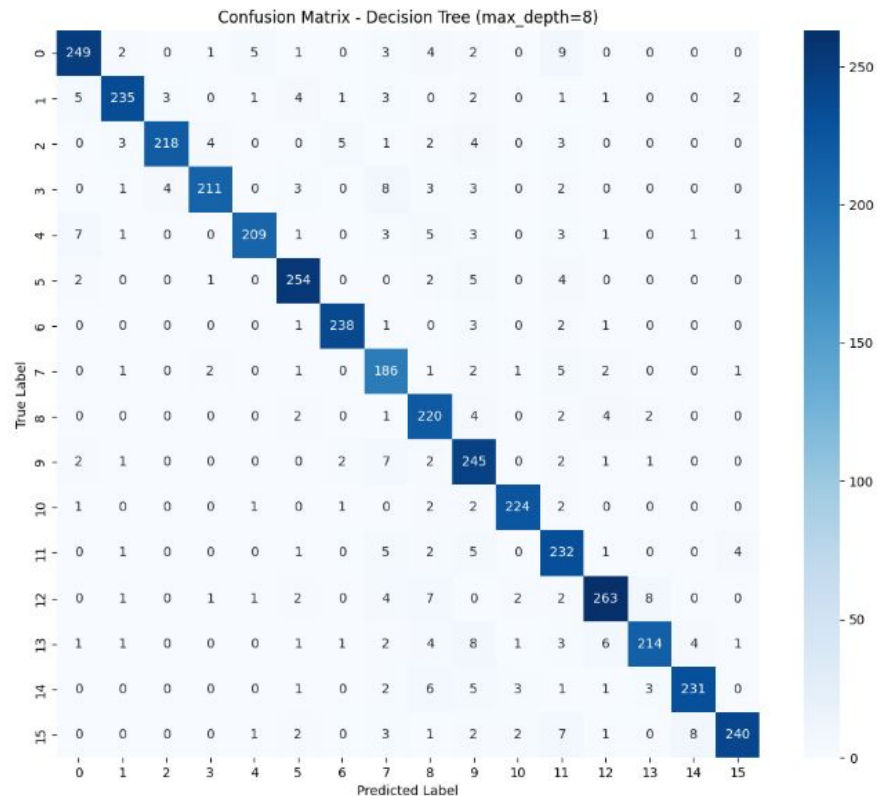 Confusion Matrix - Decision Tree (max_depth=8)
0 249 2 0 1 5 1 0 3 4 2 0 9 0 0 0 0
1 5 235 3 0 1 4 1 3 0 2 0 1 1 0 0 2
2 0 3 218 4 0 0 5 1 2 4 0 3 0 0 0 0
3 0 1 4 211 0 3 0 8 3 3 0 2 0 0 0 0
4 7 1 0 0 209 1 0 3 5 3 0 3 1 0 1 1
5 2 0 0 1 0 254 0 0 2 5 0 4 0 0 0 0
6 0 0 0 0 0 1 238 1 0 3 0 2 1 0 0 0
7 0 1 0 2 0 1 0 186 1 2 1 5 2 0 0 1
True Label
8 0 0 0 0 0 2 0 1 220 4 0 2 4 2 0 0
9 2 1 0 0 0 0 2 7 2 245 0 2 1 1 0 0
10 1 0 0 0 1 0 1 0 2 2 224 2 0 0 0 0
11 0 1 0 0 0 1 0 5 2 5 0 232 1 0 0 4
12 0 1 0 1 1 2 0 4 7 0 2 2 263 8 0 0
13 1 1 0 0 0 1 1 2 4 8 1 3 6 214 4 1
14 0 0 0 0 0 1 0 2 6 5 3 1 1 3 231 0
15 0 0 0 0 1 2 0 3 1 2 2 7 1 0 8 240
0 1 2 3 4 5 6 7 8 9 10 11 12 13 14 15
Predicted Label
250
200
150
100
50
0